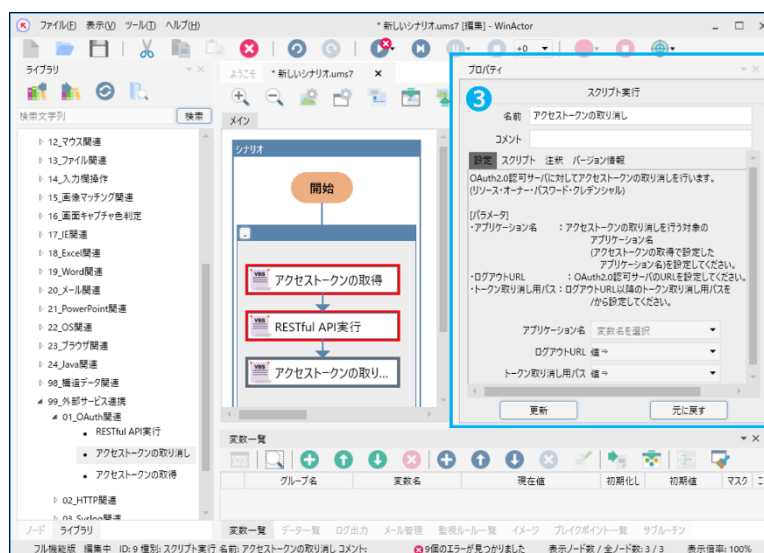 ファイル(F) 表示(V) ツール(T) ヘルプ(H)
* 新しいシナリオ.ums7 [編集] - WinActor
+0
ライブラリ
検索文字列
検索
12_マウス関連
13_ファイル関連
14_入力欄操作
15_画像マッチング関連
16_画面キャプチャ色判定
17_IE関連
18_Excel関連
19_Word関連
20_メール関連
21_PowerPoint関連
22_OS関連
23_ブラウザ関連
24_Java関連
98_構造データ関連
99_外部サービス連携
01_OAuth関連
RESTful API実行
アクセストークンの取り消し
アクセストークンの取得
02_HTTP関連
03_Syslog関連
ノード ライブラリ
ようこそ * 新しいシナリオ.ums7
メイン
シナリオ
開始
VBS アクセストークンの取得
VBS RESTful API実行
VBS アクセストークンの取り...
プロパティ
3
スクリプト実行
名前 アクセストークンの取り消し
コメント
設定 スクリプト 注釈 バージョン情報
OAuth2.0認可サーバに対してアクセストークンの取り消しを行います。
(リソース・オーナー・パスワード・クレデンシャル)
[パラメータ]
・アプリケーション名 : アクセストークンの取り消しを行う対象の
アプリケーション名
(アクセストークンの取得で設定した
アプリケーション名)を設定してください。
・ログアウトURL : OAuth2.0認可サーバのURLを設定してください。
・トークン取り消し用パス : ログアウトURL以降のトークン取り消し用パスを
/から設定してください。
アプリケーション名 変数名を選択
ログアウトURL 値⇒
トークン取り消し用パス 値⇒
更新 元に戻す
変数一覧
グループ名 変数名 現在値 初期化し 初期値 マスク コ
変数一覧 データ一覧 ログ出力 メール管理 監視ルール一覧 イメージ ブレイクポイント一覧 サブルーチン
フル機能版 編集中 ID: 9 種別: スクリプト実行 名前: アクセストークンの取り消し コメント:
9個のエラーが見つかりました 表示ノード数 / 全ノード数: 3 / 3 表示倍率: 100%